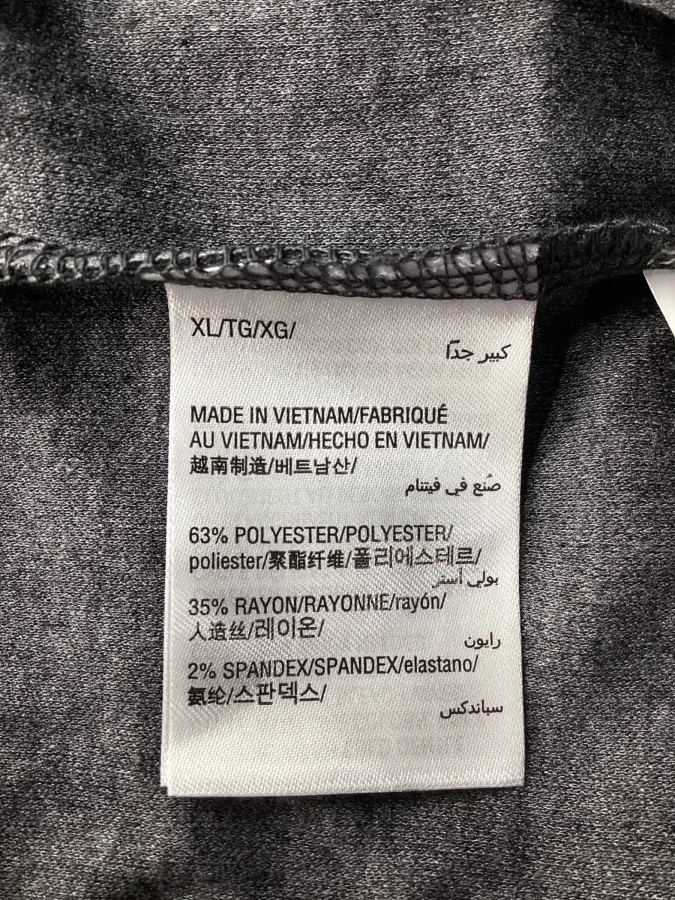 XL/TG/XG/
كبير جدًا
MADE IN VIETNAM/FABRIQUÉ
AU VIETNAM/HECHO EN VIETNAM/
越南制造/베트남산/
صُنع في فيتنام
63% POLYESTER/POLYESTER/
poliester/聚酯纤维/폴리에스테르/
بولي أستر
35% RAYON/RAYONNE/rayón/
人造丝/레이온/
رايون
2% SPANDEX/SPANDEX/elastano/
氨纶/스판덱스/
سباندكس